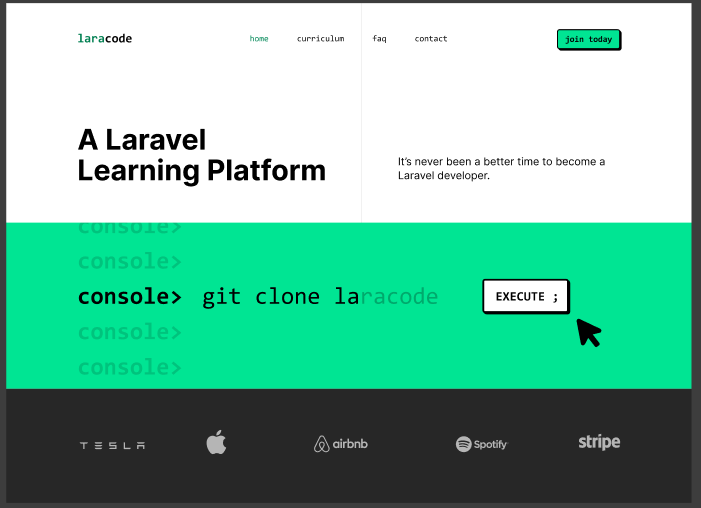 laracode
home curriculum faq contact
join today
A Laravel
Learning Platform
It's never been a better time to become a
Laravel developer.
console>
console>
console> git clone laracode
EXECUTE ;
console>
console>
TESLA
airbnb
Spotify
stripe